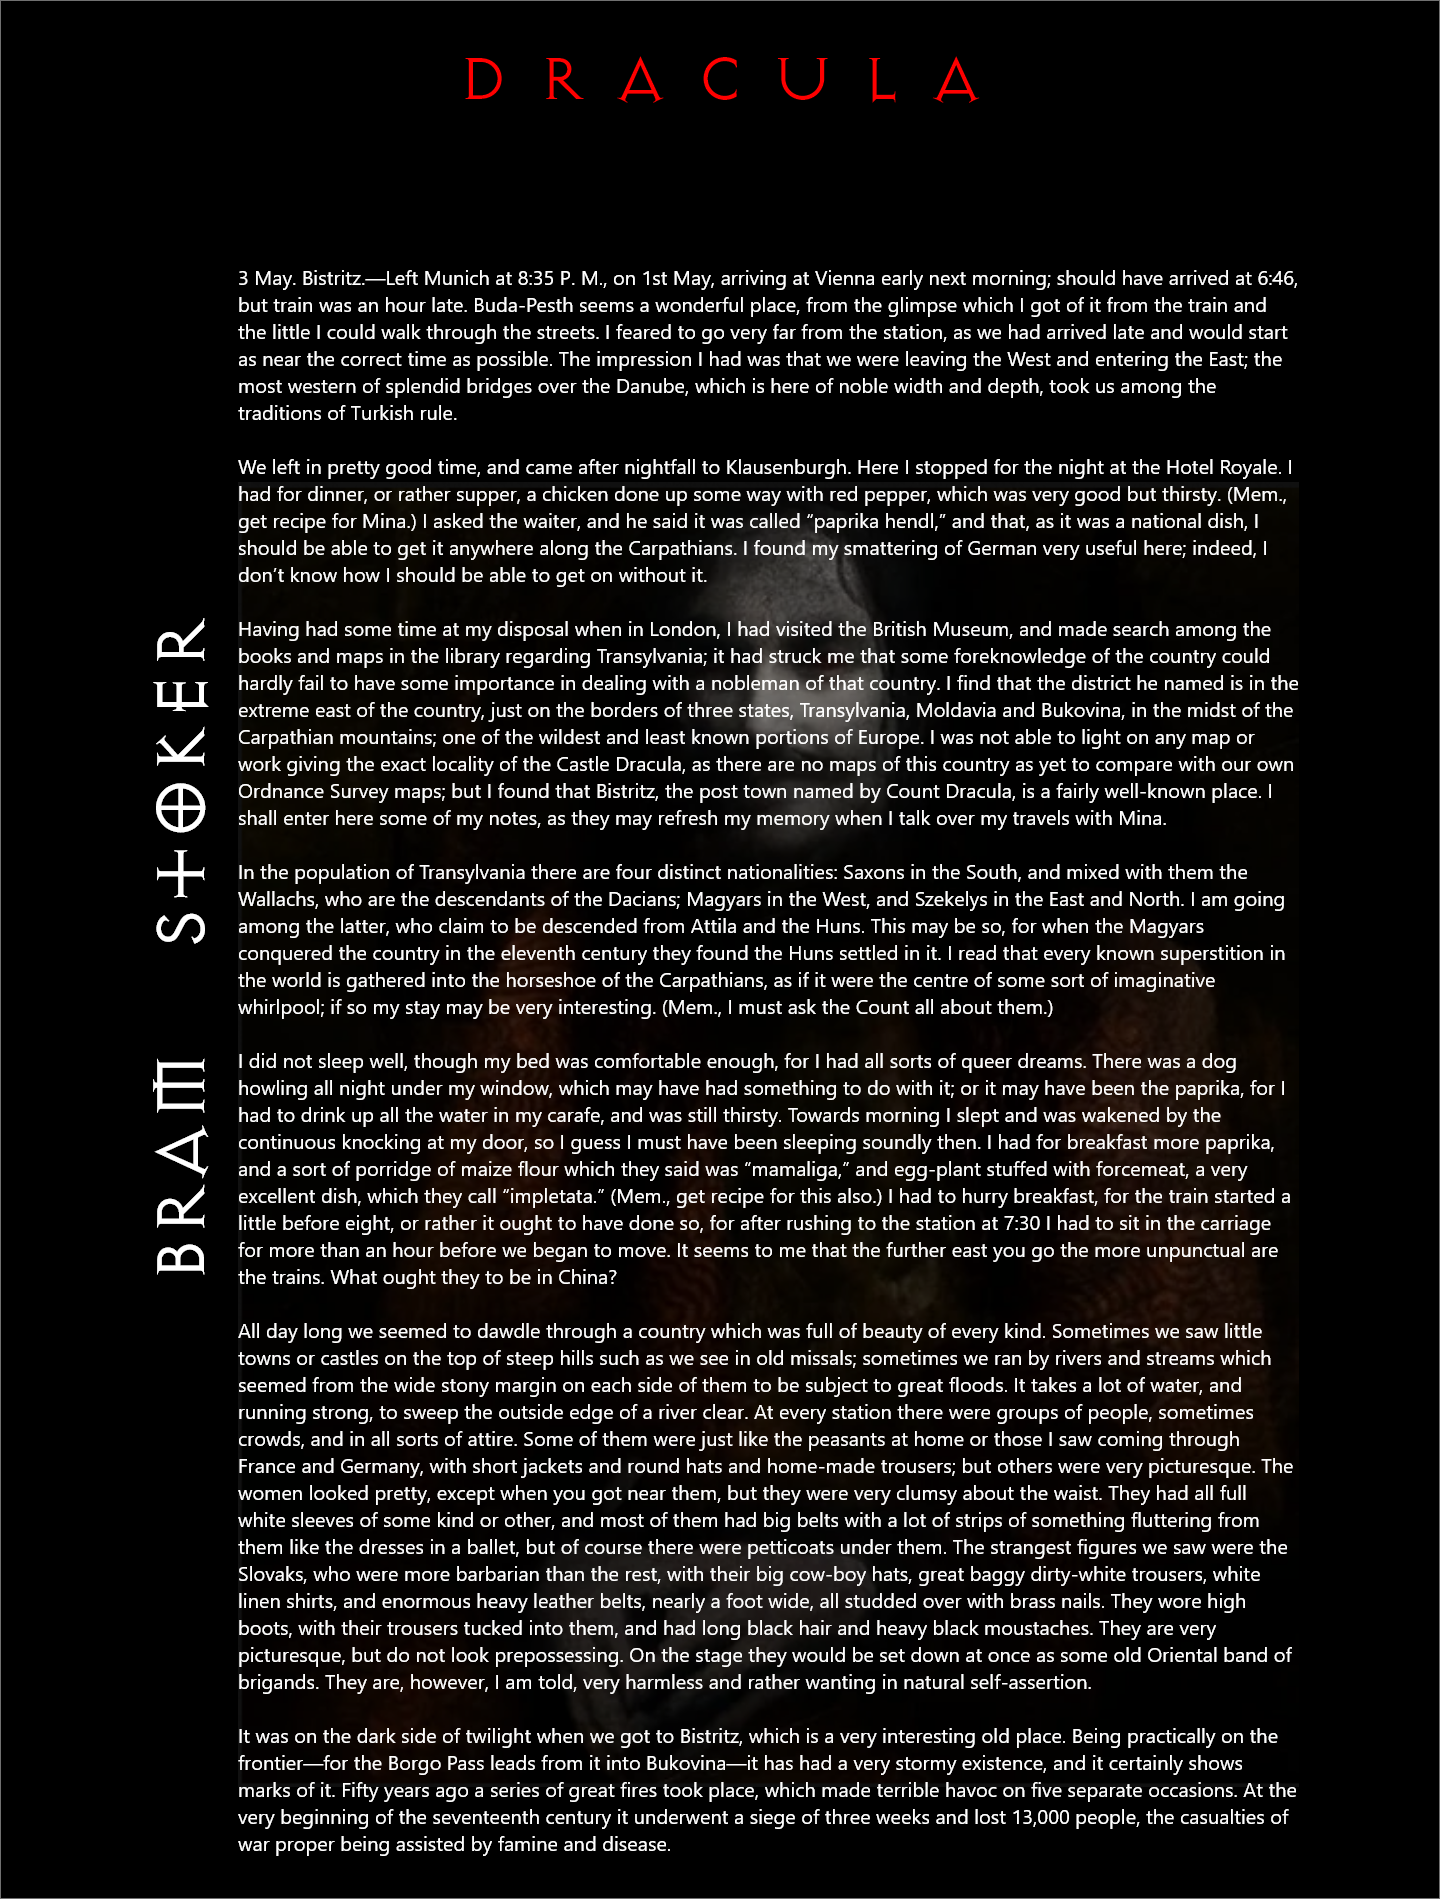 DRACULA
BRAM STOKER
3 May. Bistritz.—Left Munich at 8:35 P. M., on 1st May, arriving at Vienna early next morning; should have arrived at 6:46,
but train was an hour late. Buda-Pesth seems a wonderful place, from the glimpse which I got of it from the train and
the little I could walk through the streets. I feared to go very far from the station, as we had arrived late and would start
as near the correct time as possible. The impression I had was that we were leaving the West and entering the East; the
most western of splendid bridges over the Danube, which is here of noble width and depth, took us among the
traditions of Turkish rule.
We left in pretty good time, and came after nightfall to Klausenburgh. Here I stopped for the night at the Hotel Royale. I
had for dinner, or rather supper, a chicken done up some way with red pepper, which was very good but thirsty. (Mem.,
get recipe for Mina.) I asked the waiter, and he said it was called “paprika hendl,” and that, as it was a national dish, I
should be able to get it anywhere along the Carpathians. I found my smattering of German very useful here; indeed, I
don’t know how I should be able to get on without it.
Having had some time at my disposal when in London, I had visited the British Museum, and made search among the
books and maps in the library regarding Transylvania; it had struck me that some foreknowledge of the country could
hardly fail to have some importance in dealing with a nobleman of that country. I find that the district he named is in the
extreme east of the country, just on the borders of three states, Transylvania, Moldavia and Bukovina, in the midst of the
Carpathian mountains; one of the wildest and least known portions of Europe. I was not able to light on any map or
work giving the exact locality of the Castle Dracula, as there are no maps of this country as yet to compare with our own
Ordnance Survey maps; but I found that Bistritz, the post town named by Count Dracula, is a fairly well-known place. I
shall enter here some of my notes, as they may refresh my memory when I talk over my travels with Mina.
In the population of Transylvania there are four distinct nationalities: Saxons in the South, and mixed with them the
Wallachs, who are the descendants of the Dacians; Magyars in the West, and Szekelys in the East and North. I am going
among the latter, who claim to be descended from Attila and the Huns. This may be so, for when the Magyars
conquered the country in the eleventh century they found the Huns settled in it. I read that every known superstition in
the world is gathered into the horseshoe of the Carpathians, as if it were the centre of some sort of imaginative
whirlpool; if so my stay may be very interesting. (Mem., I must ask the Count all about them.)
I did not sleep well, though my bed was comfortable enough, for I had all sorts of queer dreams. There was a dog
howling all night under my window, which may have had something to do with it; or it may have been the paprika, for I
had to drink up all the water in my carafe, and was still thirsty. Towards morning I slept and was wakened by the
continuous knocking at my door, so I guess I must have been sleeping soundly then. I had for breakfast more paprika,
and a sort of porridge of maize flour which they said was “mamaliga,” and egg-plant stuffed with forcemeat, a very
excellent dish, which they call “impletata.” (Mem., get recipe for this also.) I had to hurry breakfast, for the train started a
little before eight, or rather it ought to have done so, for after rushing to the station at 7:30 I had to sit in the carriage
for more than an hour before we began to move. It seems to me that the further east you go the more unpunctual are
the trains. What ought they to be in China?
All day long we seemed to dawdle through a country which was full of beauty of every kind. Sometimes we saw little
towns or castles on the top of steep hills such as we see in old missals; sometimes we ran by rivers and streams which
seemed from the wide stony margin on each side of them to be subject to great floods. It takes a lot of water, and
running strong, to sweep the outside edge of a river clear. At every station there were groups of people, sometimes
crowds, and in all sorts of attire. Some of them were just like the peasants at home or those I saw coming through
France and Germany, with short jackets and round hats and home-made trousers; but others were very picturesque. The
women looked pretty, except when you got near them, but they were very clumsy about the waist. They had all full
white sleeves of some kind or other, and most of them had big belts with a lot of strips of something fluttering from
them like the dresses in a ballet, but of course there were petticoats under them. The strangest figures we saw were the
Slovaks, who were more barbarian than the rest, with their big cow-boy hats, great baggy dirty-white trousers, white
linen shirts, and enormous heavy leather belts, nearly a foot wide, all studded over with brass nails. They wore high
boots, with their trousers tucked into them, and had long black hair and heavy black moustaches. They are very
picturesque, but do not look prepossessing. On the stage they would be set down at once as some old Oriental band of
brigands. They are, however, I am told, very harmless and rather wanting in natural self-assertion.
It was on the dark side of twilight when we got to Bistritz, which is a very interesting old place. Being practically on the
frontier—for the Borgo Pass leads from it into Bukovina—it has had a very stormy existence, and it certainly shows
marks of it. Fifty years ago a series of great fires took place, which made terrible havoc on five separate occasions. At the
very beginning of the seventeenth century it underwent a siege of three weeks and lost 13,000 people, the casualties of
war proper being assisted by famine and disease.